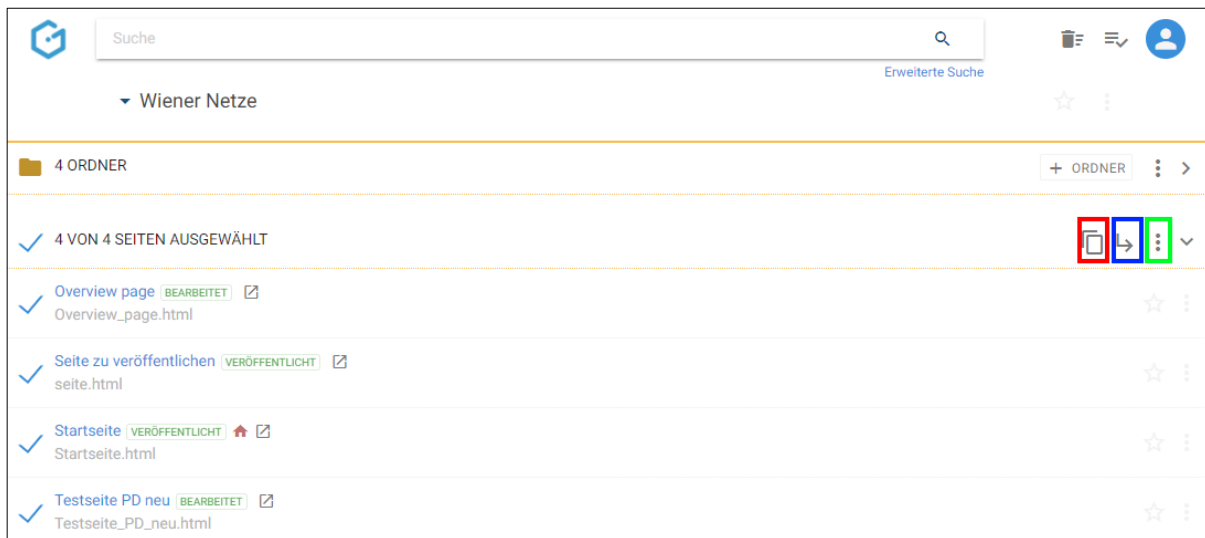 Suche
Erweiterte Suche
Wiener Netze
4 ORDNER
+ ORDNER
4 VON 4 SEITEN AUSGEWÄHLT
Overview page BEARBEITET
Overview_page.html
Seite zu veröffentlichen VERÖFFENTLICHT
seite.html
Startseite VERÖFFENTLICHT
Startseite.html
Testseite PD neu BEARBEITET
Testseite_PD_neu.html